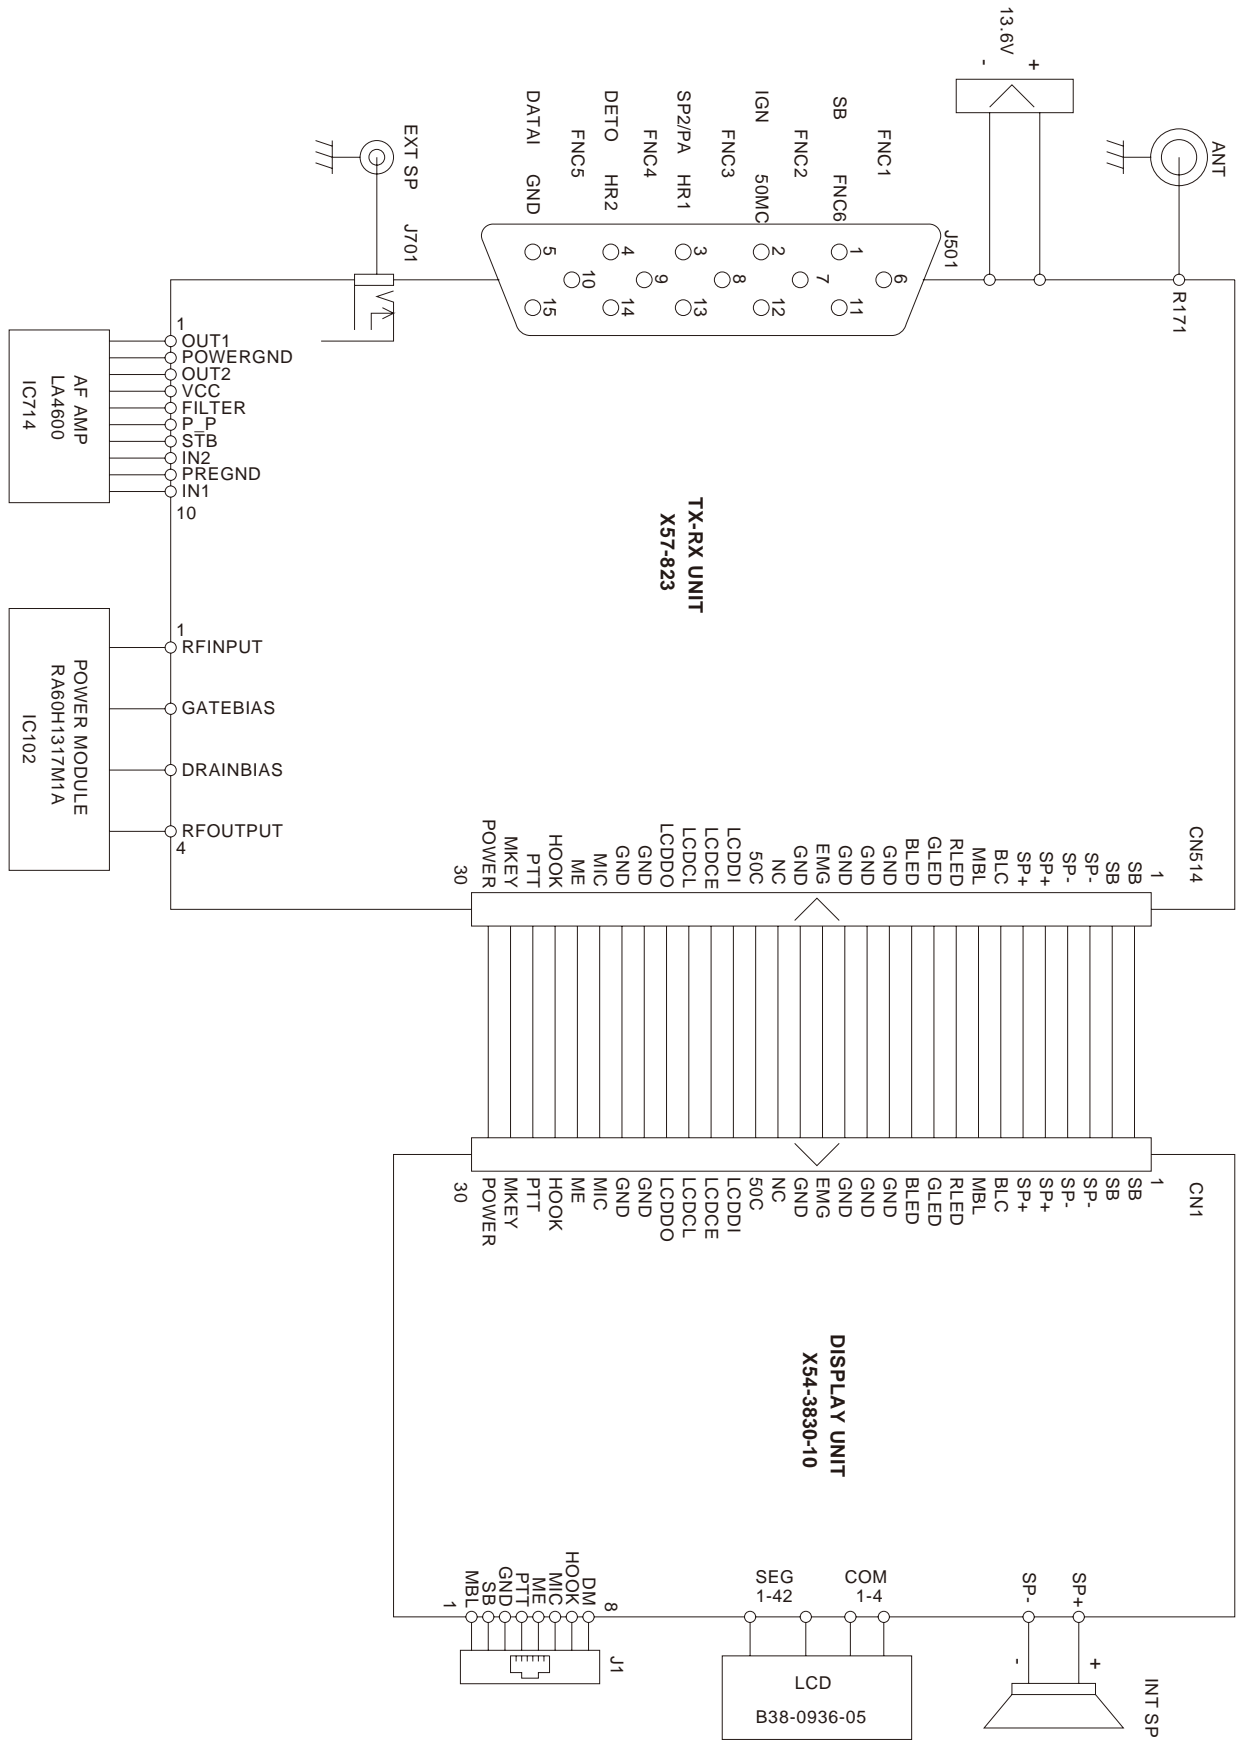 13.6V
-
+
ANT
R171
FNC1
SB FNC6
FNC2
IGN 50MC
FNC3
SP2/PA HR1
FNC4
DETO HR2
FNC5
DATAI GND
J501
6
1
11
7
2
12
8
3
13
9
4
14
10
5
15
EXT SP
J701
1
OUT1
POWERGND
OUT2
VCC
FILTER
P_P
STB
IN2
PREGND
IN1
10
AF AMP
LA4600
IC714
TX-RX UNIT
X57-823
1
RFINPUT
GATEBIAS
DRAINBIAS
RFOUTPUT
4
POWER MODULE
RA60H1317M1A
IC102
CN514
1
SB
SB
SP-
SP-
SP+
SP+
BLC
MBL
RLED
GLED
BLED
GND
GND
GND
EMG
GND
NC
50C
LCDDI
LCDCE
LCDCL
LCDDO
GND
GND
MIC
ME
HOOK
PTT
MKEY
POWER
30
CN1
1
SB
SB
SP-
SP-
SP+
SP+
BLC
MBL
RLED
GLED
BLED
GND
GND
GND
EMG
GND
NC
50C
LCDDI
LCDCE
LCDCL
LCDDO
GND
GND
MIC
ME
HOOK
PTT
MKEY
POWER
30
DISPLAY UNIT
X54-3830-10
SP+
SP-
+
-
INT SP
COM
1-4
SEG
1-42
LCD
B38-0936-05
8
DM
HOOK
MIC
ME
PTT
GND
SB
MBL
1
J1